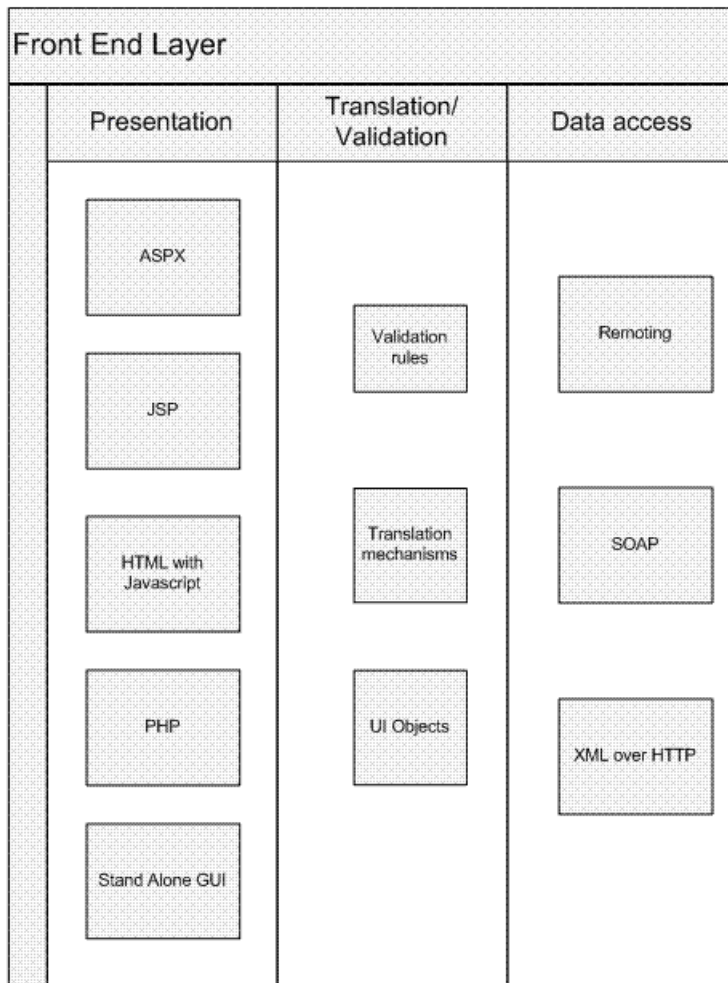 Front End Layer
Presentation
Translation/
Validation
Data access
ASPX
JSP
HTML with
Javascript
PHP
Stand Alone GUI
Validation
rules
Translation
mechanisms
UI Objects
Remoting
SOAP
XML over HTTP